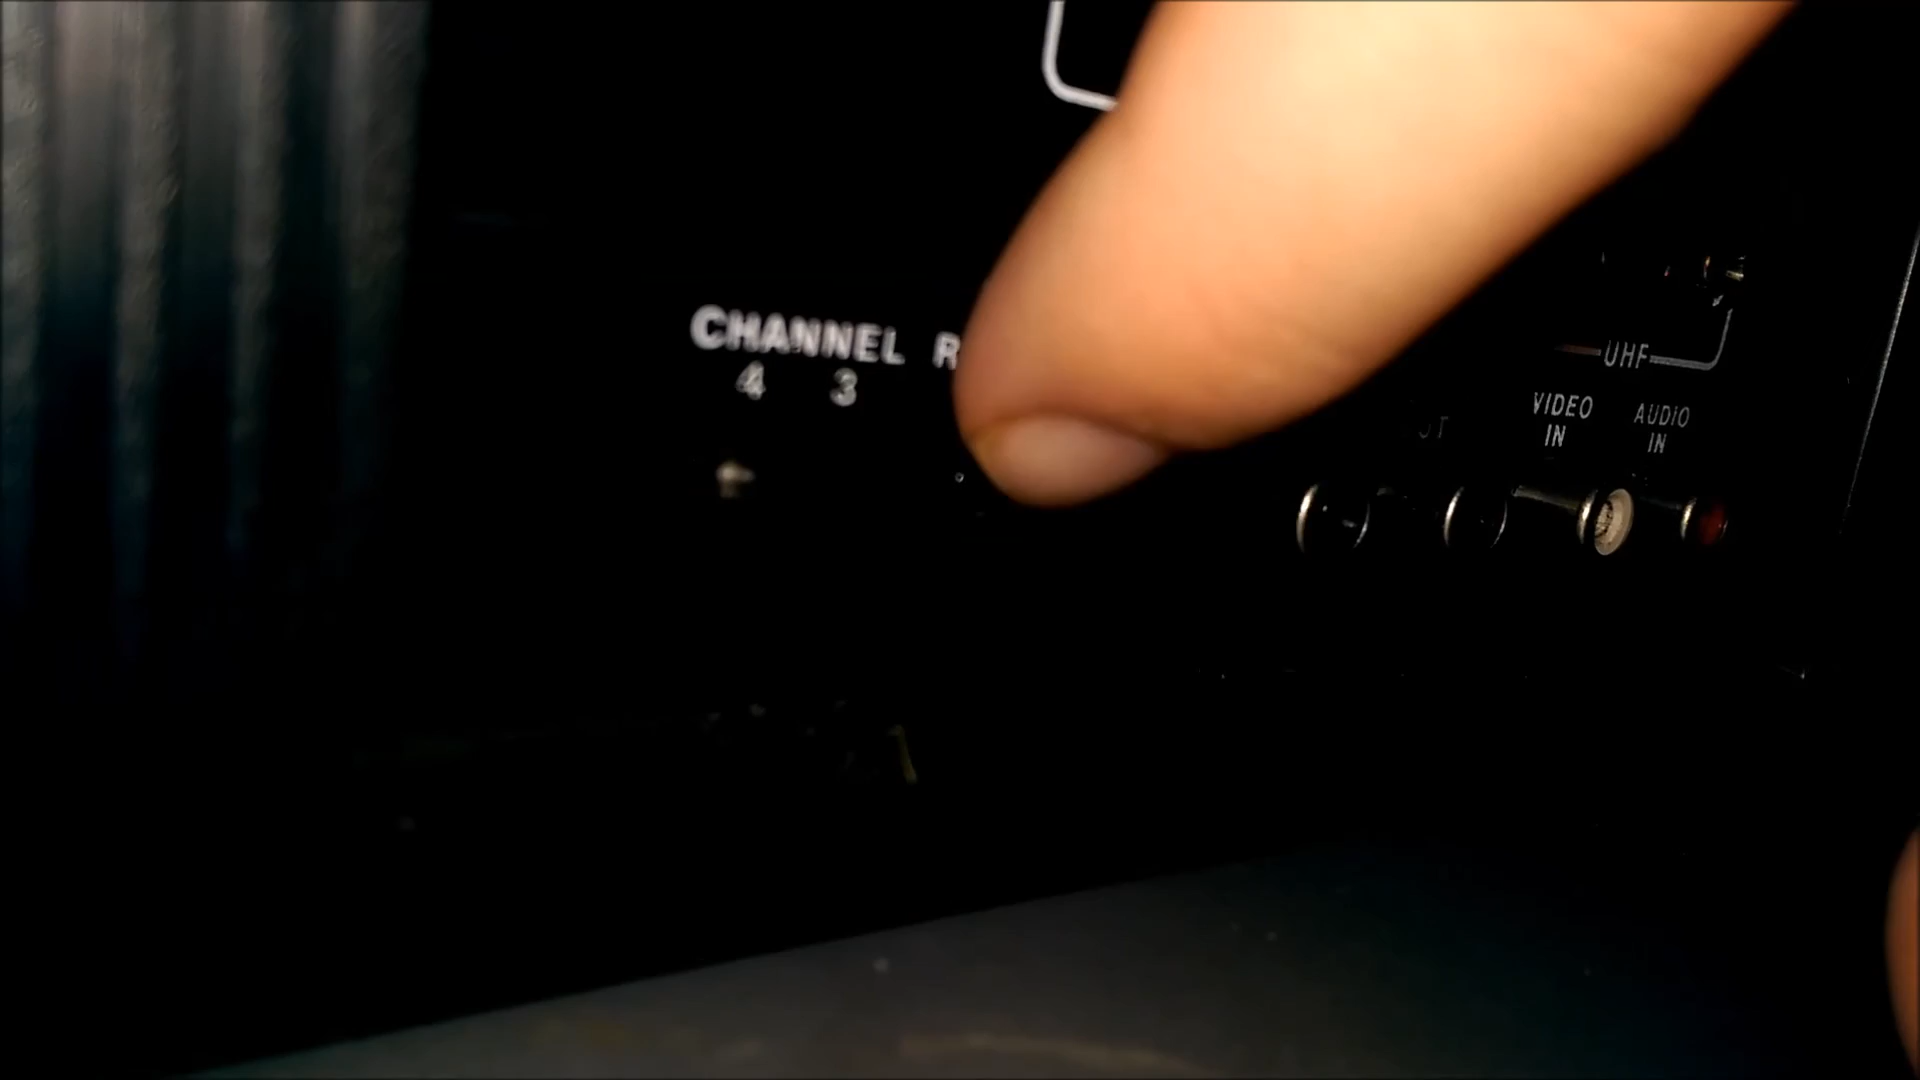 CHANNEL
4 3
UHF
VIDEO
IN
AUDIO
IN